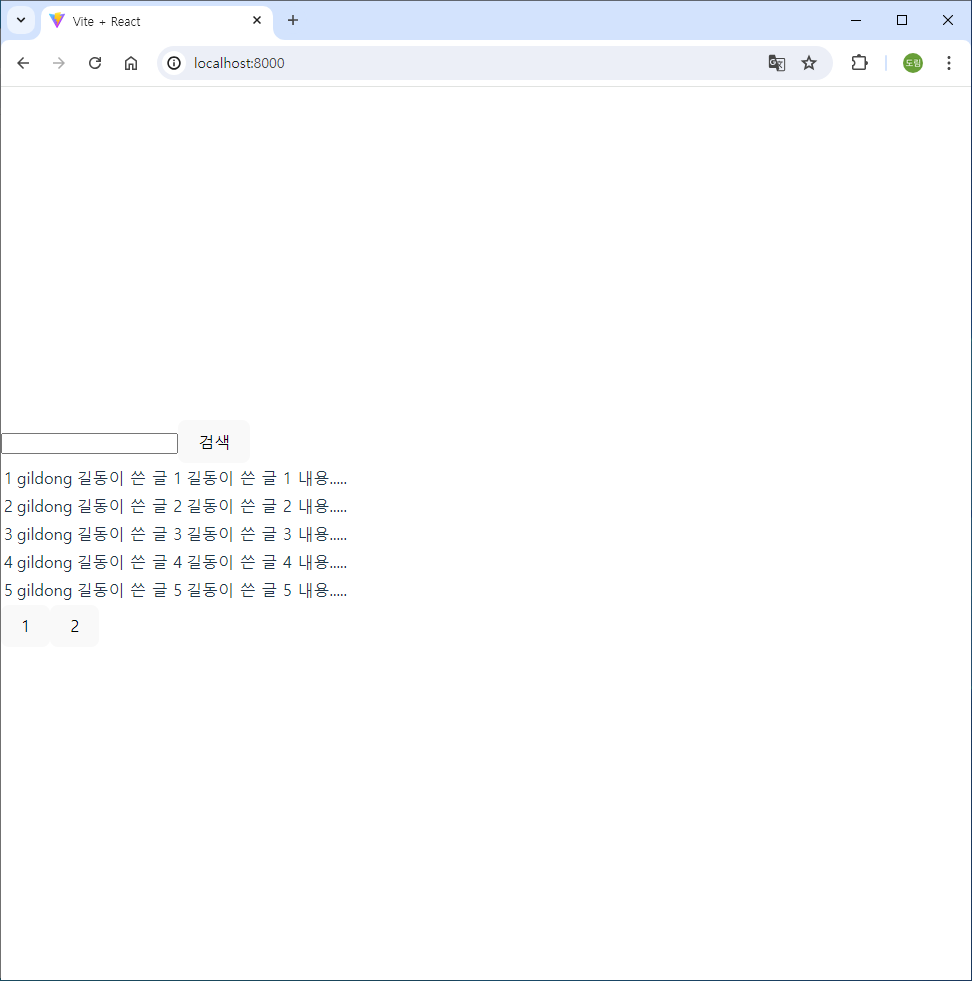 Vite + React
localhost:8000
도림
검색
1 gildong 길동이 쓴 글 1 길동이 쓴 글 1 내용.....
2 gildong 길동이 쓴 글 2 길동이 쓴 글 2 내용.....
3 gildong 길동이 쓴 글 3 길동이 쓴 글 3 내용.....
4 gildong 길동이 쓴 글 4 길동이 쓴 글 4 내용.....
5 gildong 길동이 쓴 글 5 길동이 쓴 글 5 내용.....
1 2